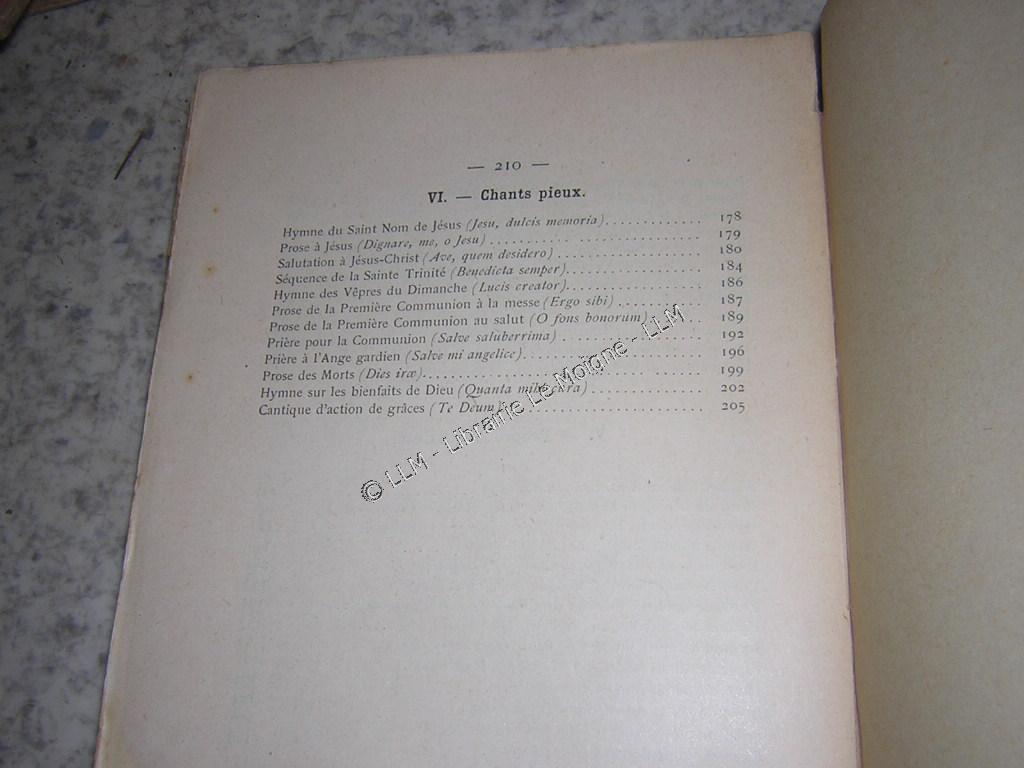 — 210 —
VI. — Chants pieux.
Hymne du Saint Nom de Jésus (Jesu, dulcis memoria)............ 178
Prose à Jésus (Dignare, me, o Jesu)............ 179
Salutation à Jésus-Christ (Ave, quem desidero)............ 180
Séquence de la Sainte Trinité (Benedicta semper)............ 184
Hymne des Vêpres du Dimanche (Lucis creator)............ 186
Prose de la Première Communion à la messe (Ergo sibi)............ 187
Prose de la Première Communion au salut (O fons bonorum)............ 189
Prière pour la Communion (Salve saluberrima)............ 192
Prière à l'Ange gardien (Salve mi angelice)............ 196
Prose des Morts (Dies iræ)............ 199
Hymne sur les bienfaits de Dieu (Quanta mihi cura)............ 202
Cantique d'action de grâces (Te Deum)............ 205
© LLM - Librairie Le Moigne - LLM